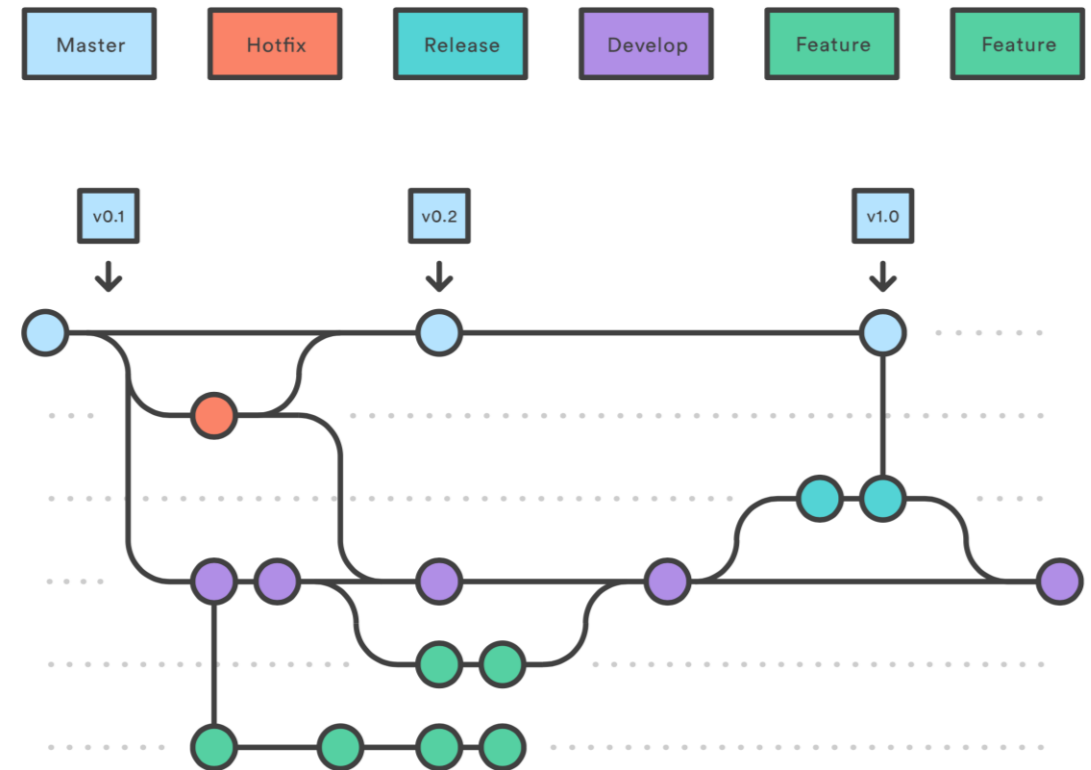 Master
Hotfix
Release
Develop
Feature
Feature
v0.1
v0.2
v1.0